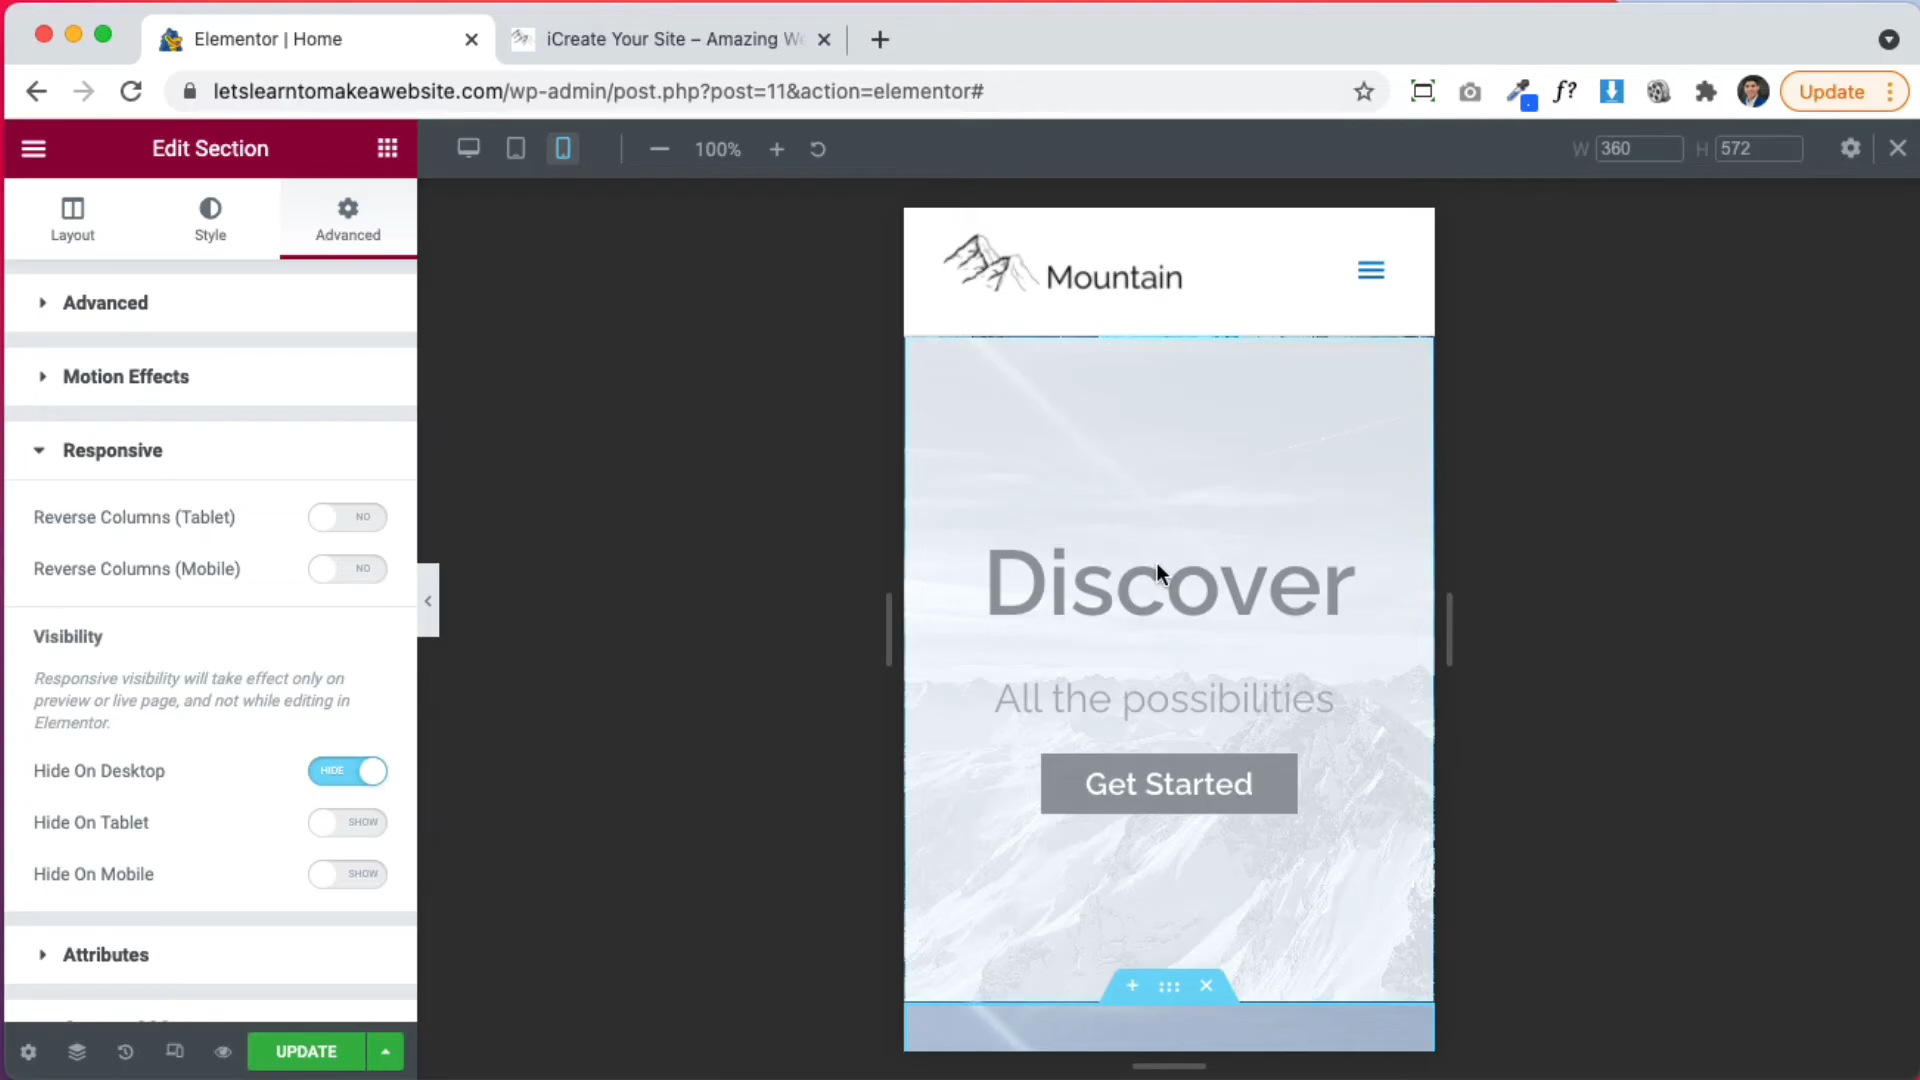 Elementor | Home
iCreate Your Site – Amazing We
letslearntomakeawebsite.com/wp-admin/post.php?post=11&action=elementor#
f?
Update
Edit Section
100%
W 360 H 572
Layout
Style
Advanced
Advanced
Motion Effects
Responsive
Reverse Columns (Tablet) NO
Reverse Columns (Mobile) NO
Visibility
Responsive visibility will take effect only on
preview or live page, and not while editing in
Elementor.
Hide On Desktop HIDE
Hide On Tablet SHOW
Hide On Mobile SHOW
Attributes
UPDATE
Mountain
Discover
All the possibilities
Get Started